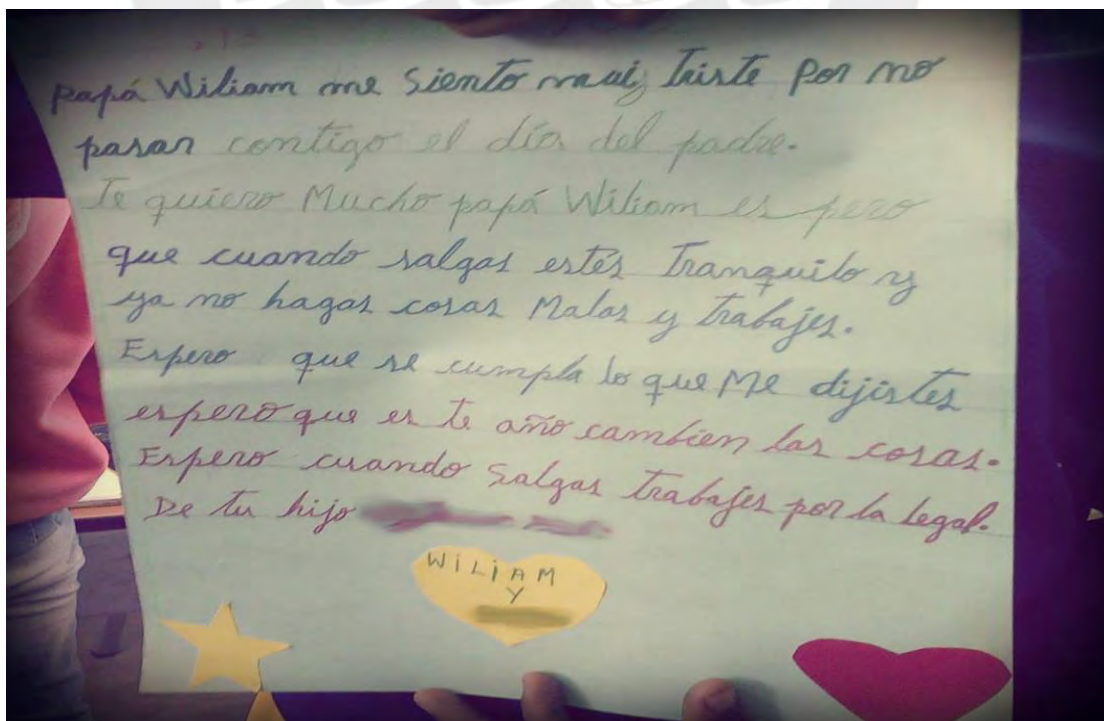 papá Wiliam me siento mui triste Por no
pasar contigo el día del padre.
Te quiero Mucho papá Wiliam es pero
que cuando salgas estés tranquilo y
ya no hagas cosas Malas y trabajes.
Espero que se cumpla lo que Me dijistes
espero que es te año cambien las cosas.
Espero cuando Salgas trabajes por la legal.
De tu hijo
WILIAM
Y